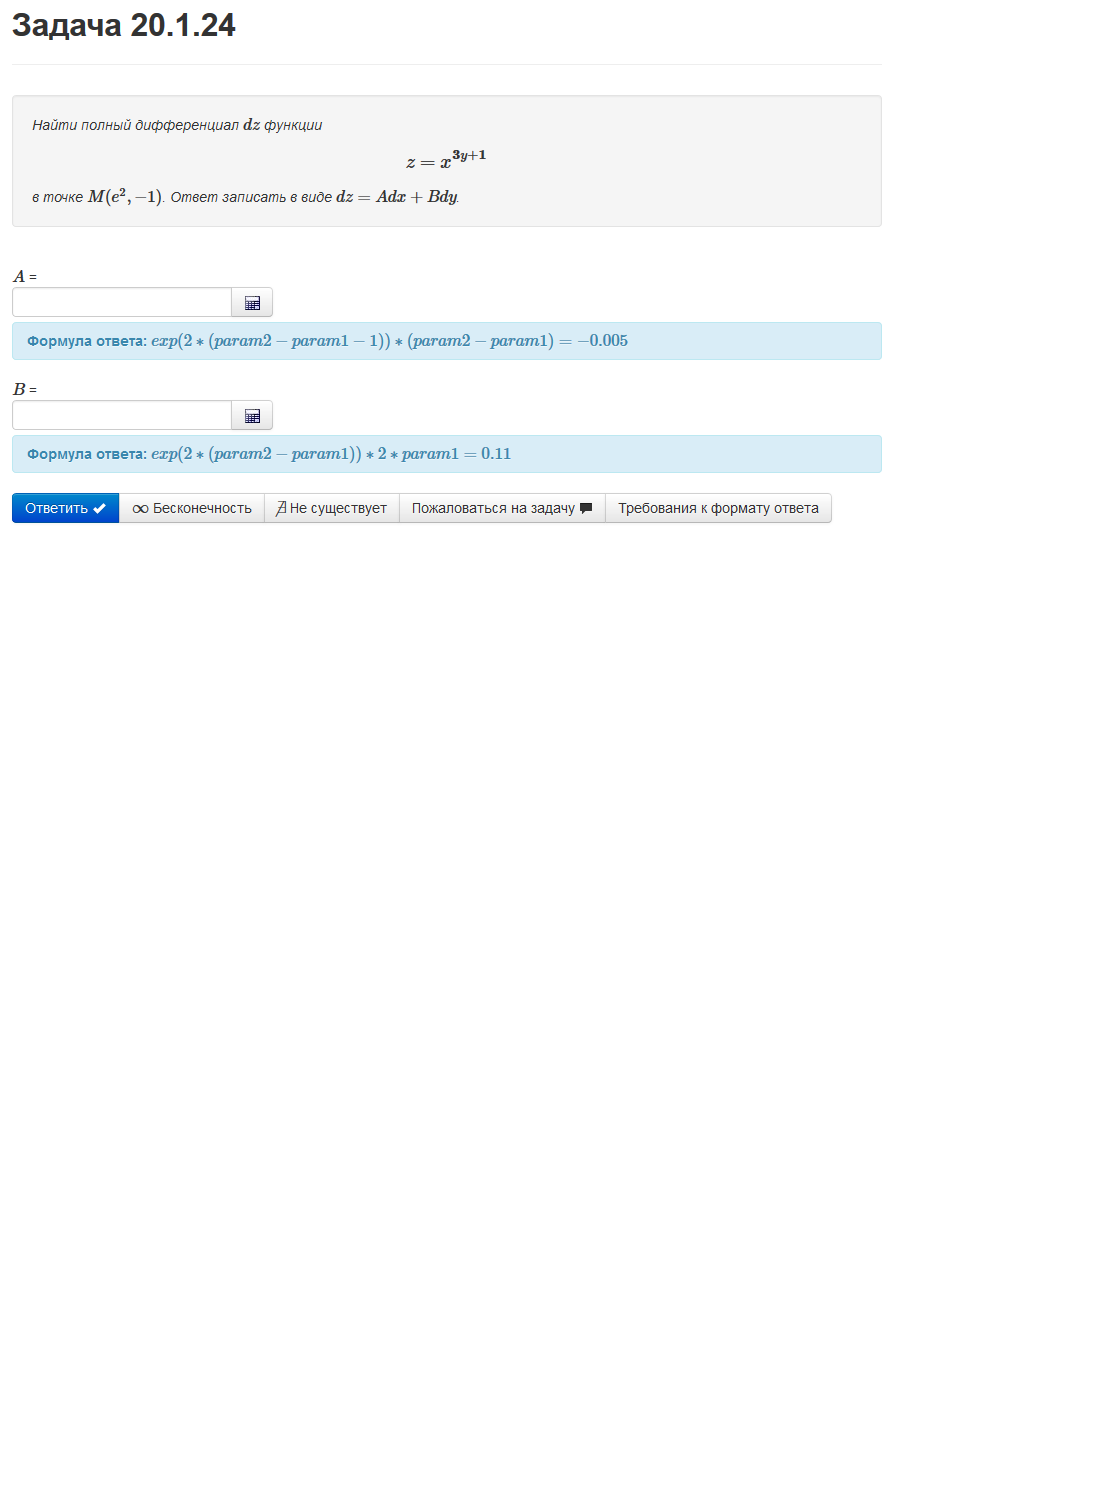 Задача 20.1.24
Найти полный дифференциал dz функции
z = x^{3y+1}
в точке M(e^2, −1). Ответ записать в виде dz = Adx + Bdy.
A =
Формула ответа: exp(2 ∗ (param2 − param1 − 1)) ∗ (param2 − param1) = −0.005
B =
Формула ответа: exp(2 ∗ (param2 − param1)) ∗ 2 ∗ param1 = 0.11
Ответить ∞ Бесконечность ∄ Не существует Пожаловаться на задачу Требования к формату ответа